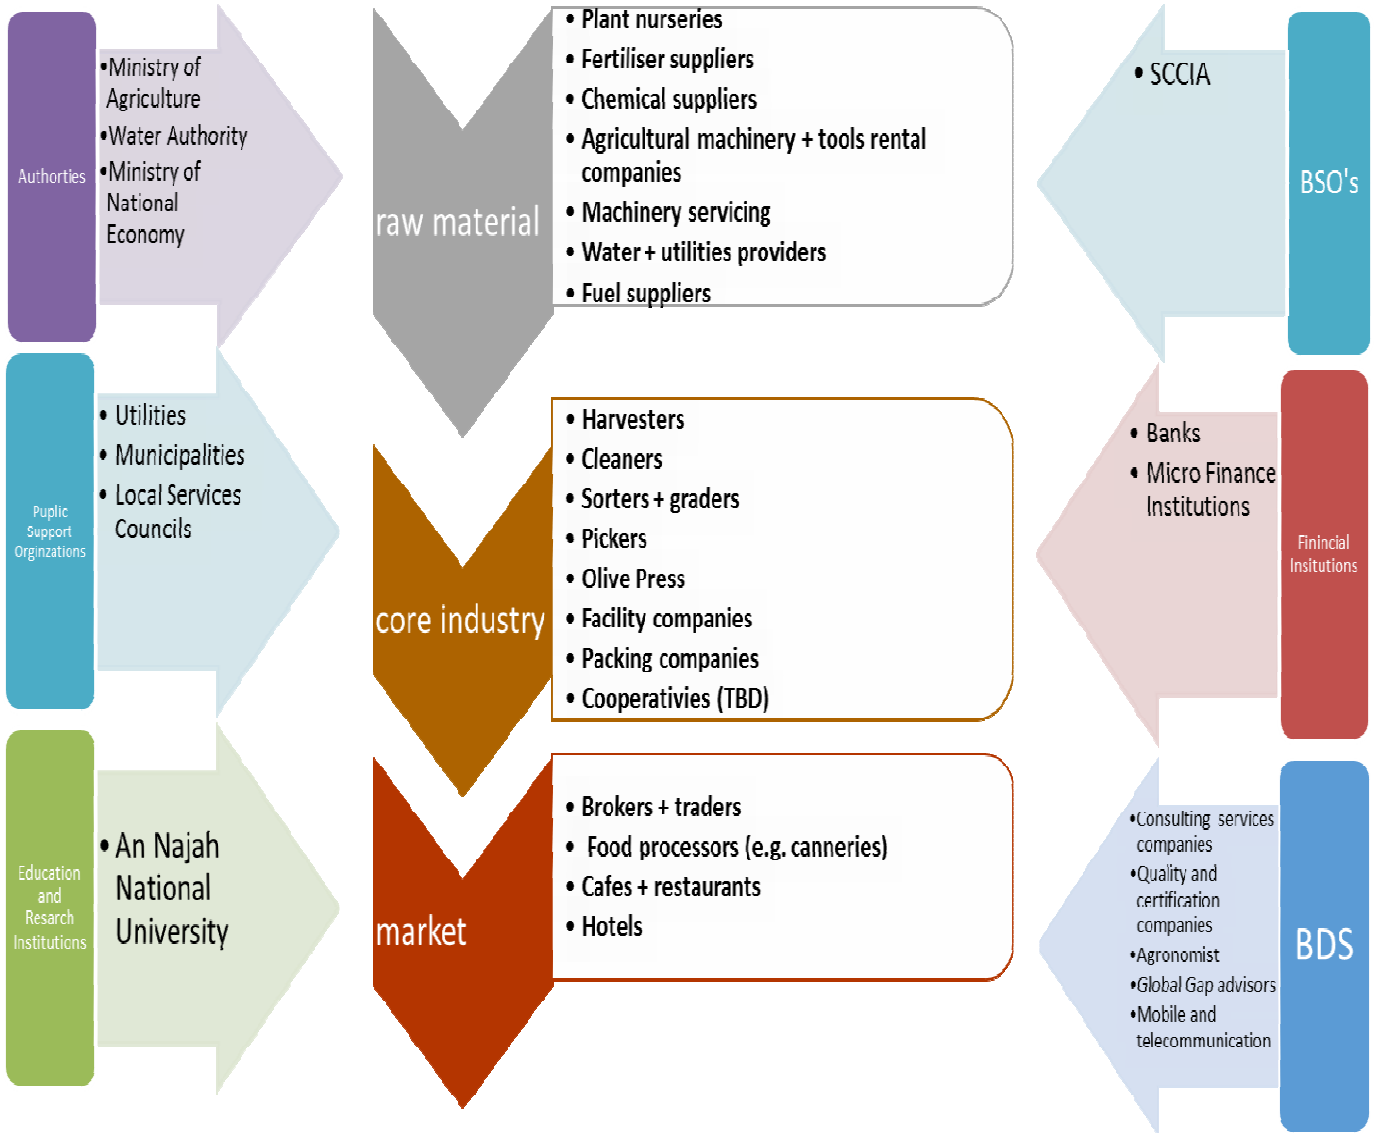 Authorties
•Ministry of
Agriculture
•Water Authority
•Ministry of
National
Economy
Puplic
Support
Orginzations
• Utilities
• Municipalities
• Local Services
Councils
Education
and
Resarch
Institutions
• An Najah
National
University
raw material
• Plant nurseries
• Fertiliser suppliers
• Chemical suppliers
• Agricultural machinery + tools rental
companies
• Machinery servicing
• Water + utilities providers
• Fuel suppliers
core industry
• Harvesters
• Cleaners
• Sorters + graders
• Pickers
• Olive Press
• Facility companies
• Packing companies
• Cooperativies (TBD)
market
• Brokers + traders
• Food processors (e.g. canneries)
• Cafes + restaurants
• Hotels
• SCCIA
BSO's
• Banks
• Micro Finance
Institutions
Finincial
Insitutions
•Consulting services
companies
•Quality and
certification
companies
•Agronomist
•Global Gap advisors
•Mobile and
telecommunication
BDS